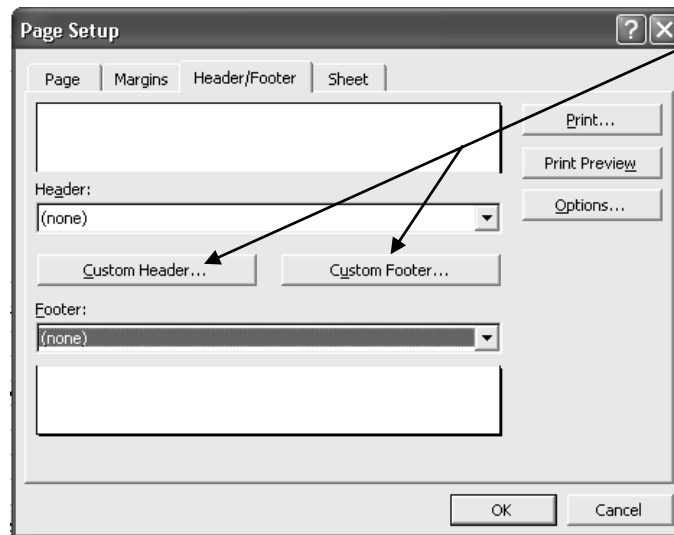 Page Setup
Page Margins Header/Footer Sheet
Print...
Print Preview
Options...
Header:
(none)
Custom Header... Custom Footer...
Footer:
(none)
OK Cancel